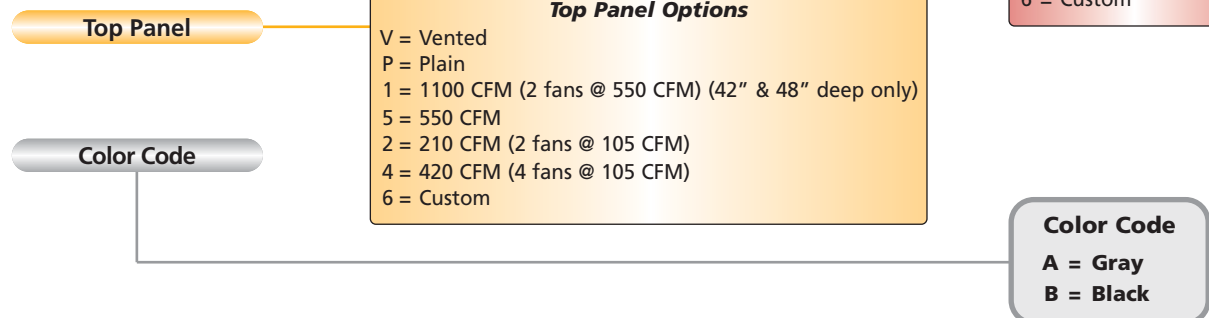 Top Panel Options
6 = Custom
Top Panel
V = Vented
P = Plain
1 = 1100 CFM (2 fans @ 550 CFM) (42” & 48” deep only)
5 = 550 CFM
2 = 210 CFM (2 fans @ 105 CFM)
4 = 420 CFM (4 fans @ 105 CFM)
6 = Custom
Color Code
Color Code
A = Gray
B = Black